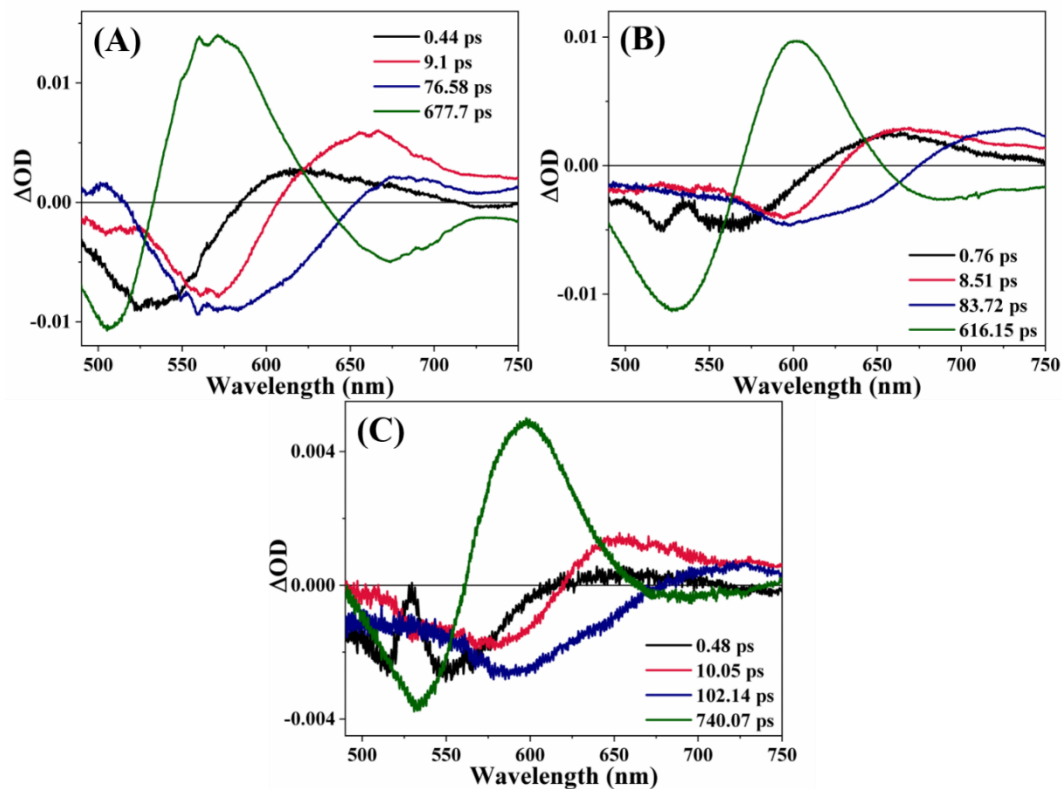 (A)
0.44 ps
9.1 ps
76.58 ps
677.7 ps
0.01
0.00
-0.01
ΔOD
500 550 600 650 700 750
Wavelength (nm)
(B)
0.01
0.00
-0.01
ΔOD
0.76 ps
8.51 ps
83.72 ps
616.15 ps
500 550 600 650 700 750
Wavelength (nm)
(C)
0.004
0.000
-0.004
ΔOD
0.48 ps
10.05 ps
102.14 ps
740.07 ps
500 550 600 650 700 750
Wavelength (nm)